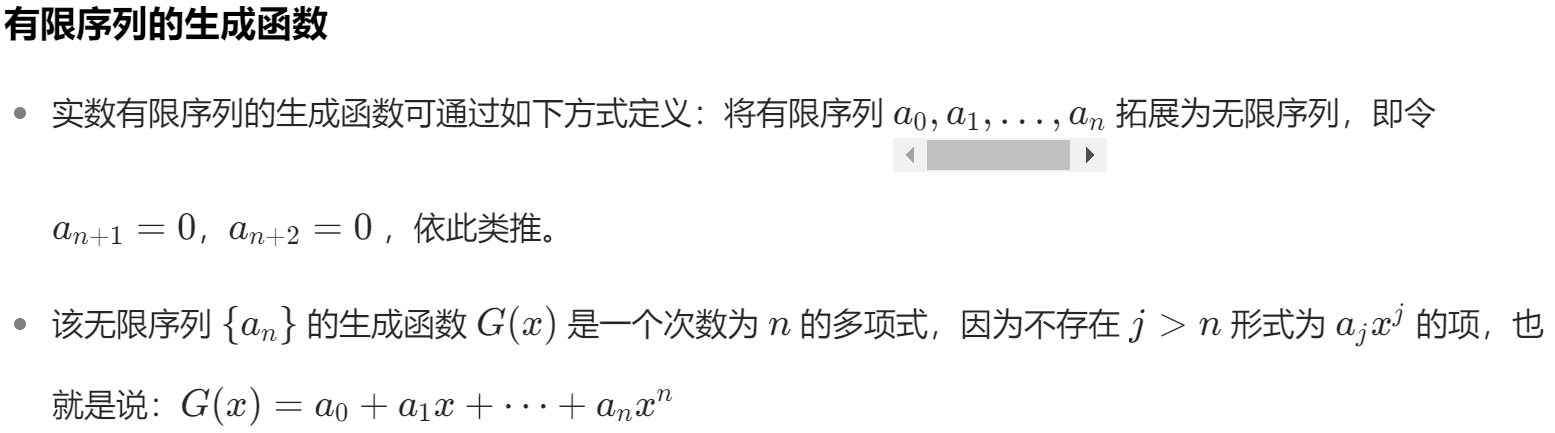 有限序列的生成函数
• 实数有限序列的生成函数可通过如下方式定义：将有限序列 $a_0, a_1, \ldots, a_n$ 拓展为无限序列，即令
$a_{n+1} = 0$，$a_{n+2} = 0$ ，依此类推。
• 该无限序列 $\{a_n\}$ 的生成函数 $G(x)$ 是一个次数为 $n$ 的多项式，因为不存在 $j > n$ 形式为 $a_j x^j$ 的项，也
就是说：$G(x) = a_0 + a_1 x + \cdots + a_n x^n$